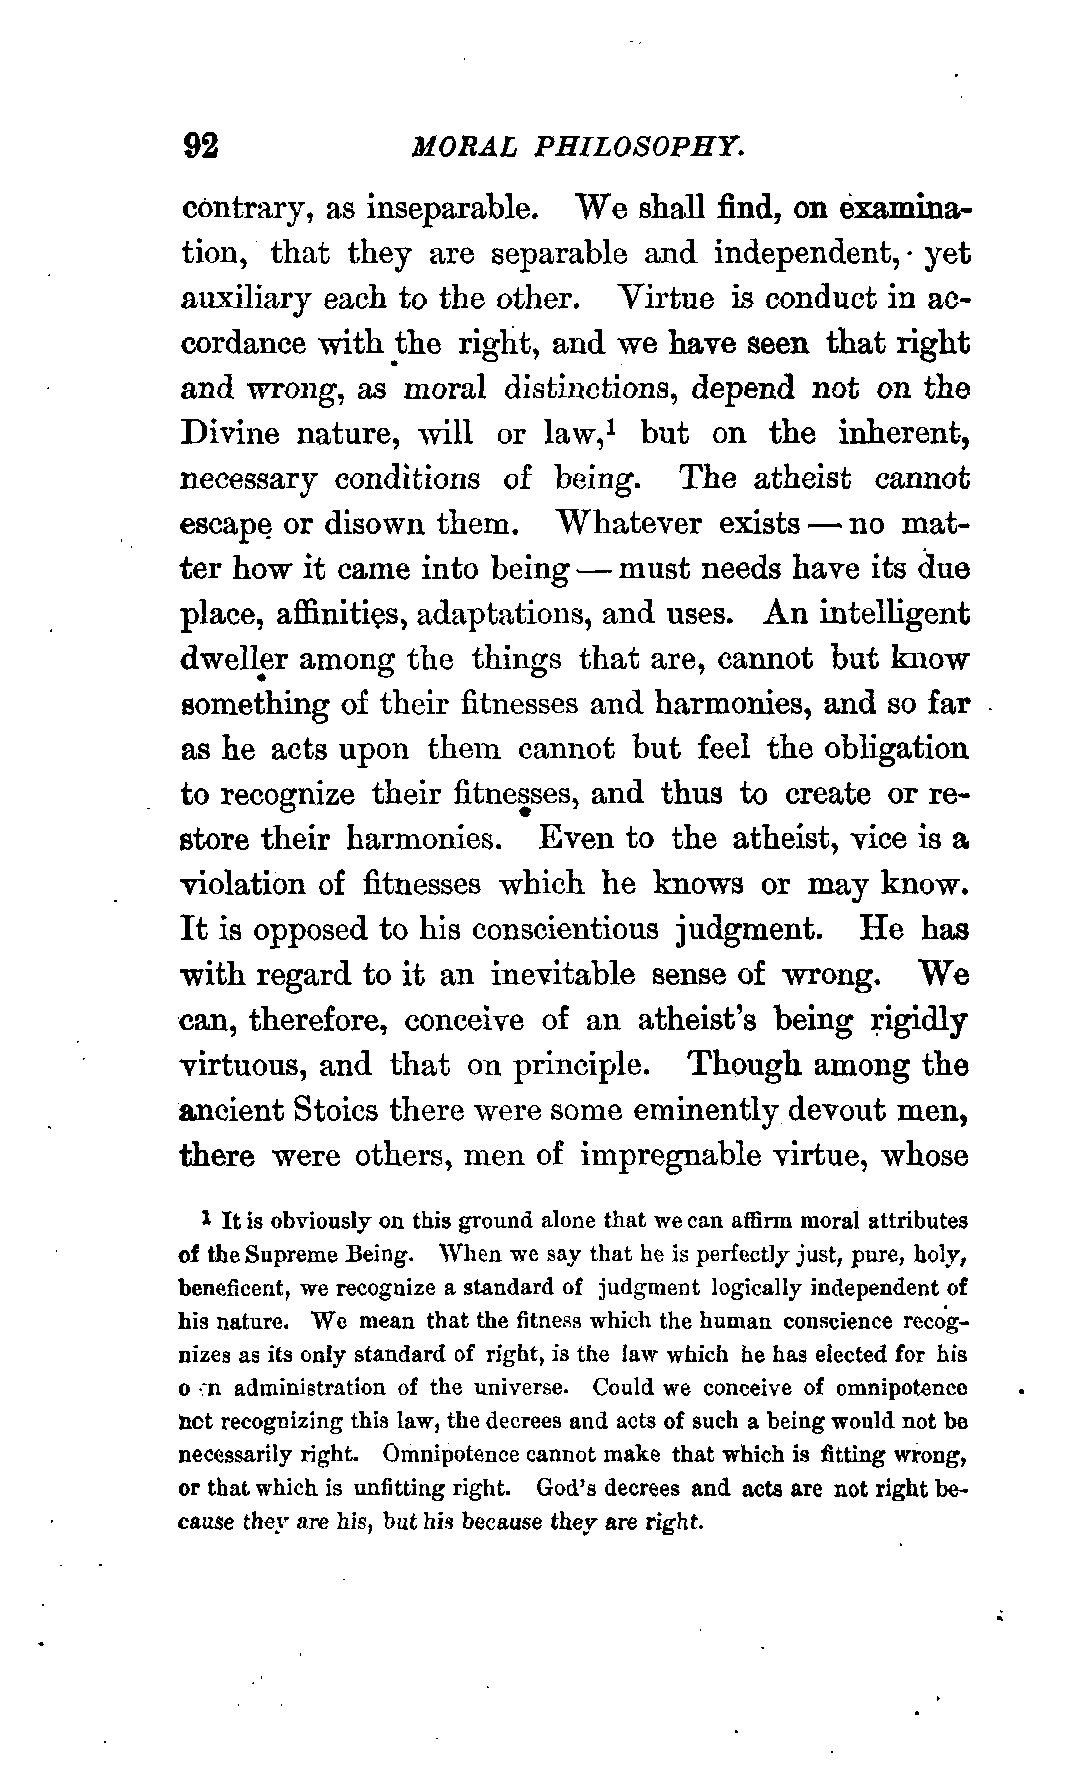 92 MORAL PHILOSOPHY.
contrary, as inseparable. We shall find, on examina-
tion, that they are separable and independent, yet
auxiliary each to the other. Virtue is conduct in ac-
cordance with the right, and we have seen that right
and wrong, as moral distinctions, depend not on the
Divine nature, will or law,¹ but on the inherent,
necessary conditions of being. The atheist cannot
escape or disown them. Whatever exists — no mat-
ter how it came into being — must needs have its due
place, affinities, adaptations, and uses. An intelligent
dweller among the things that are, cannot but know
something of their fitnesses and harmonies, and so far
as he acts upon them cannot but feel the obligation
to recognize their fitnesses, and thus to create or re-
store their harmonies. Even to the atheist, vice is a
violation of fitnesses which he knows or may know.
It is opposed to his conscientious judgment. He has
with regard to it an inevitable sense of wrong. We
can, therefore, conceive of an atheist's being rigidly
virtuous, and that on principle. Though among the
ancient Stoics there were some eminently devout men,
there were others, men of impregnable virtue, whose
¹ It is obviously on this ground alone that we can affirm moral attributes
of the Supreme Being. When we say that he is perfectly just, pure, holy,
beneficent, we recognize a standard of judgment logically independent of
his nature. We mean that the fitness which the human conscience recog-
nizes as its only standard of right, is the law which he has elected for his
own administration of the universe. Could we conceive of omnipotence
not recognizing this law, the decrees and acts of such a being would not be
necessarily right. Omnipotence cannot make that which is fitting wrong,
or that which is unfitting right. God's decrees and acts are not right be-
cause they are his, but his because they are right.